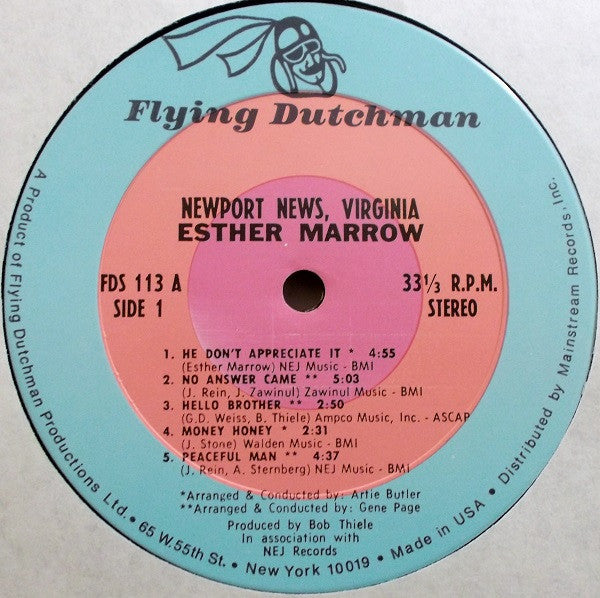 Flying Dutchman
NEWPORT NEWS, VIRGINIA
ESTHER MARROW
FDS 113 A
SIDE 1
33⅓ R.P.M.
STEREO
1. HE DON'T APPRECIATE IT * 4:55
(Esther Marrow) NEJ Music - BMI
2. NO ANSWER CAME ** 5:03
(J. Rein, J. Zawinul) Zawinul Music - BMI
3. HELLO BROTHER ** 2:50
(G.D. Weiss, B. Thiele) Ampco Music, Inc. - ASCAP
4. MONEY HONEY * 2:31
(J. Stone) Walden Music - BMI
5. PEACEFUL MAN ** 4:37
(J. Rein, A. Sternberg) NEJ Music - BMI
*Arranged & Conducted by: Artie Butler
**Arranged & Conducted by: Gene Page
Produced by Bob Thiele
In association with
NEJ Records
A Product of Flying Dutchman Productions Ltd. • 65 W. 55th St. • New York 10019 • Made in USA • Distributed by Mainstream Records, Inc.